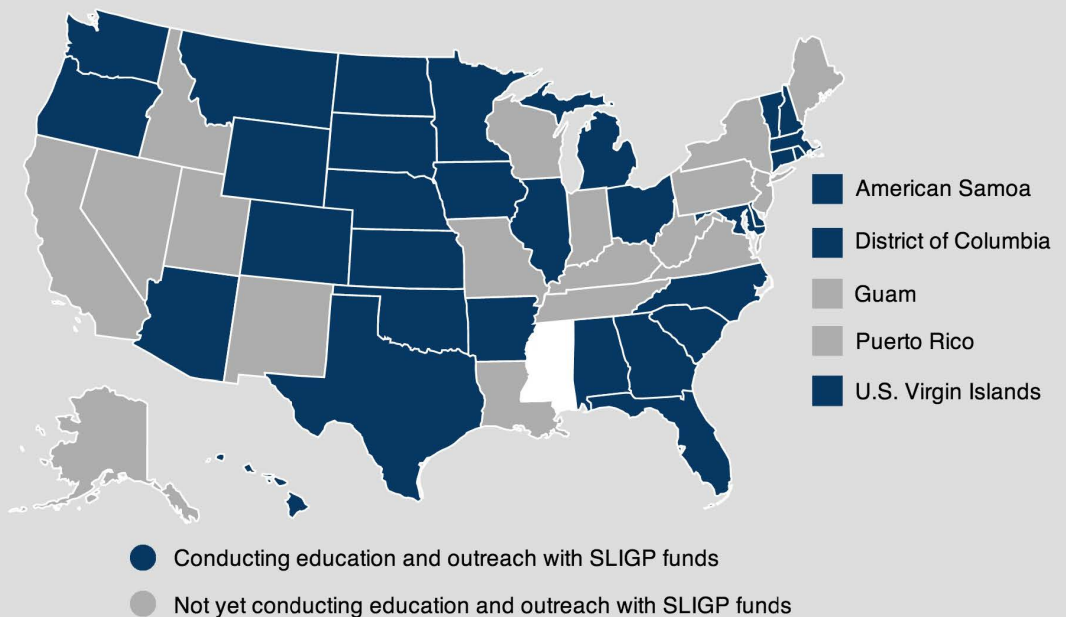 American Samoa
District of Columbia
Guam
Puerto Rico
U.S. Virgin Islands
Conducting education and outreach with SLIGP funds
Not yet conducting education and outreach with SLIGP funds